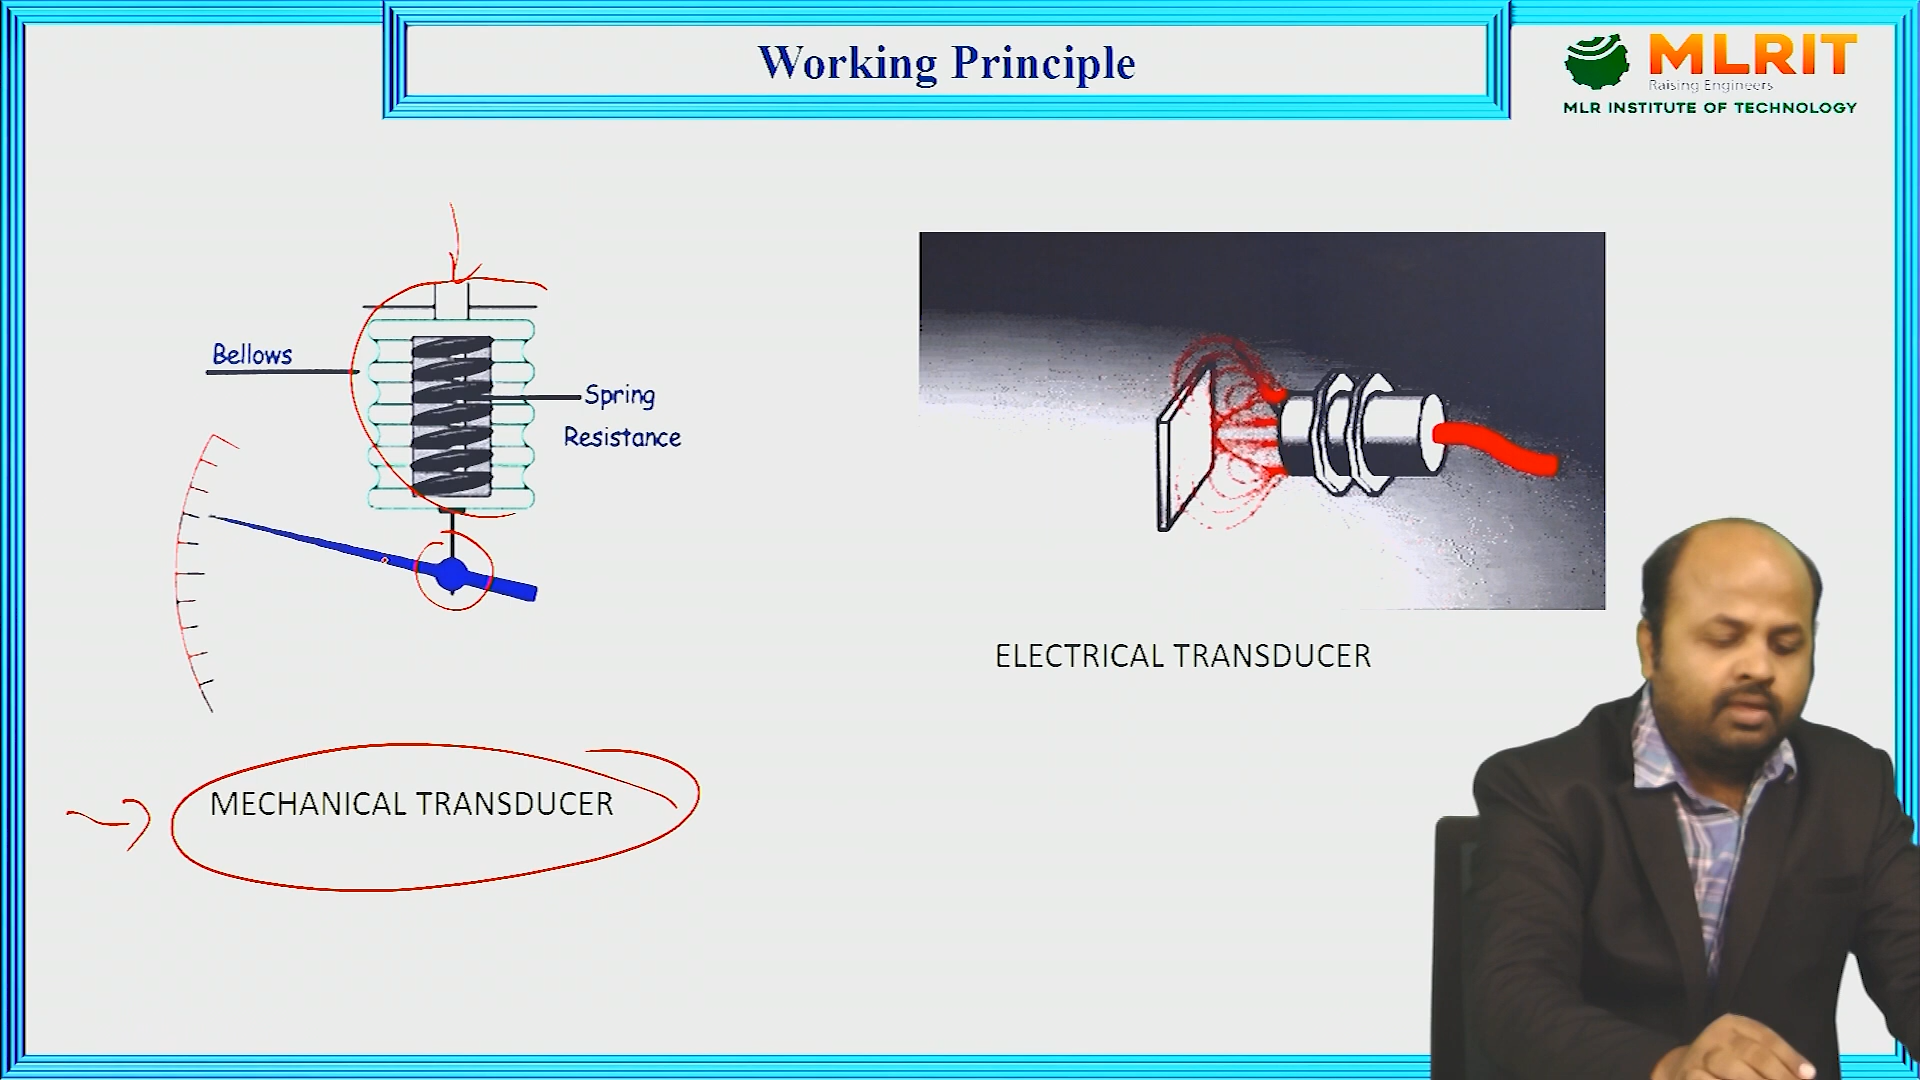 Working Principle
MLRIT
Raising Engineers
MLR INSTITUTE OF TECHNOLOGY
Bellows
Spring
Resistance
ELECTRICAL TRANSDUCER
MECHANICAL TRANSDUCER